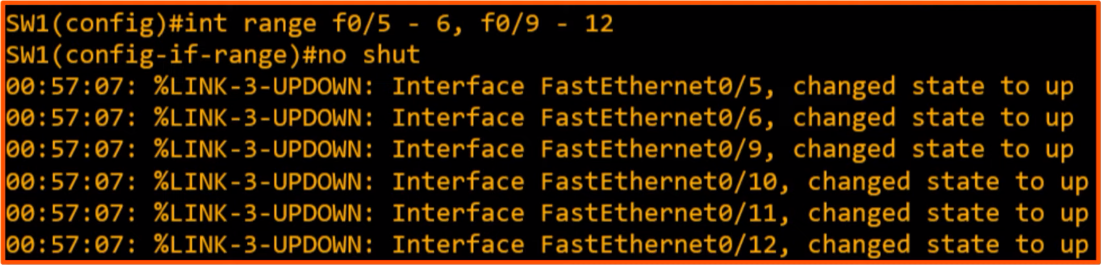 SW1(config)#int range f0/5 - 6, f0/9 - 12
SW1(config-if-range)#no shut
00:57:07: %LINK-3-UPDOWN: Interface FastEthernet0/5, changed state to up
00:57:07: %LINK-3-UPDOWN: Interface FastEthernet0/6, changed state to up
00:57:07: %LINK-3-UPDOWN: Interface FastEthernet0/9, changed state to up
00:57:07: %LINK-3-UPDOWN: Interface FastEthernet0/10, changed state to up
00:57:07: %LINK-3-UPDOWN: Interface FastEthernet0/11, changed state to up
00:57:07: %LINK-3-UPDOWN: Interface FastEthernet0/12, changed state to up